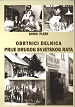 OBRTNICI DELNICA
PRIJE DRUGOG SVJETSKOG RATA